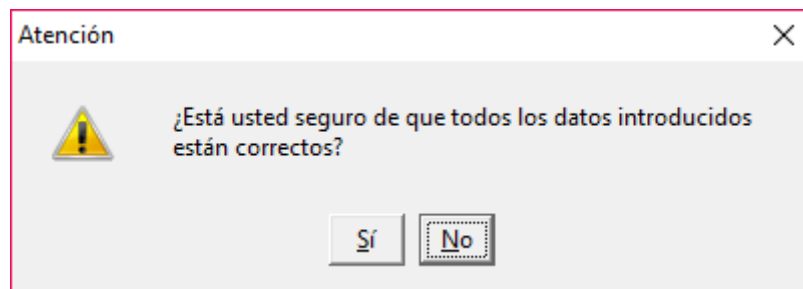 Atención
¿Está usted seguro de que todos los datos introducidos
están correctos?
Sí
No